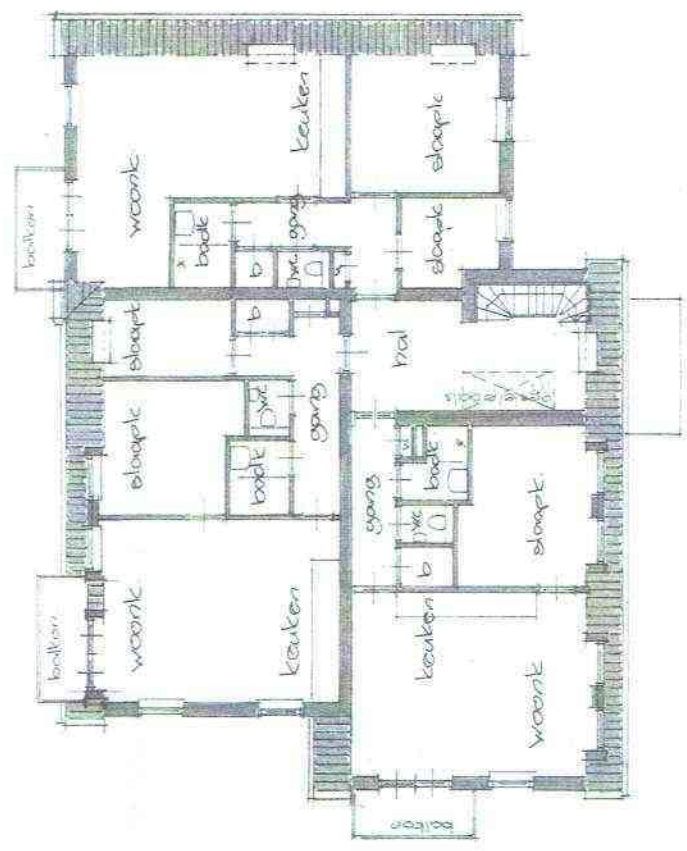 keuken
slaapk
woonk.
balkon
badk
gang
slaapk
b
wc
b
slaapk
hal
wc
slaapk
gang
badk
badk
gang
slaapk.
wc
b
balkon
woonk
keuken
keuken
woonk
balkon